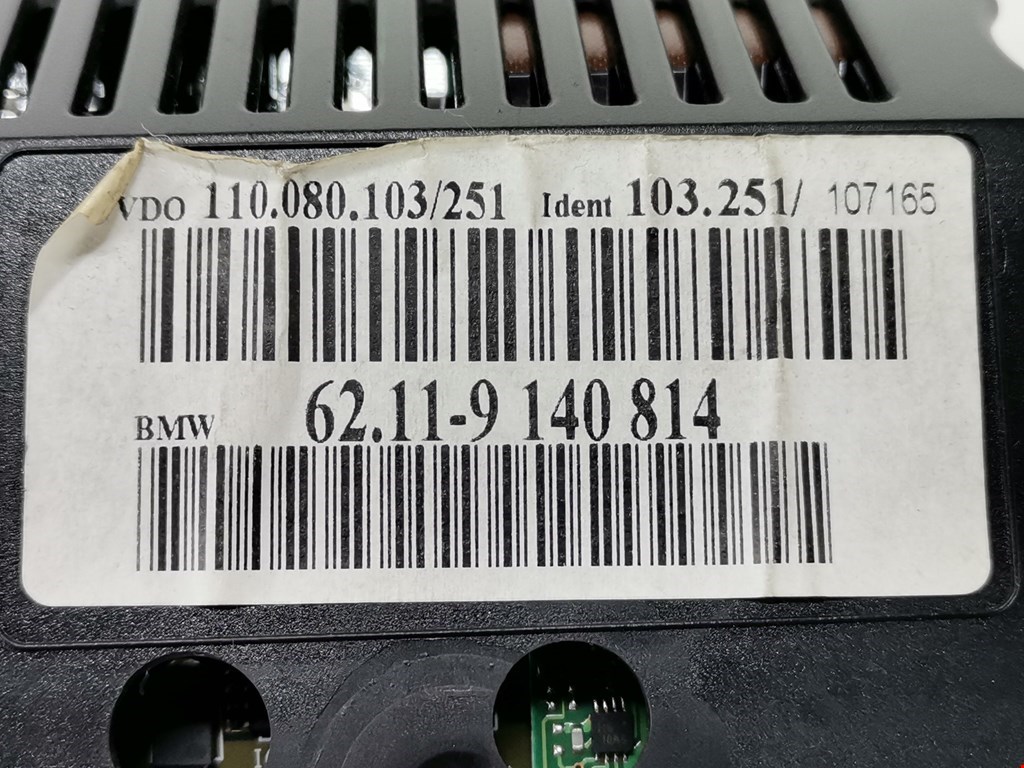 VDO 110.080.103/251 Ident 103.251/ 107165
BMW 62.11-9 140 814